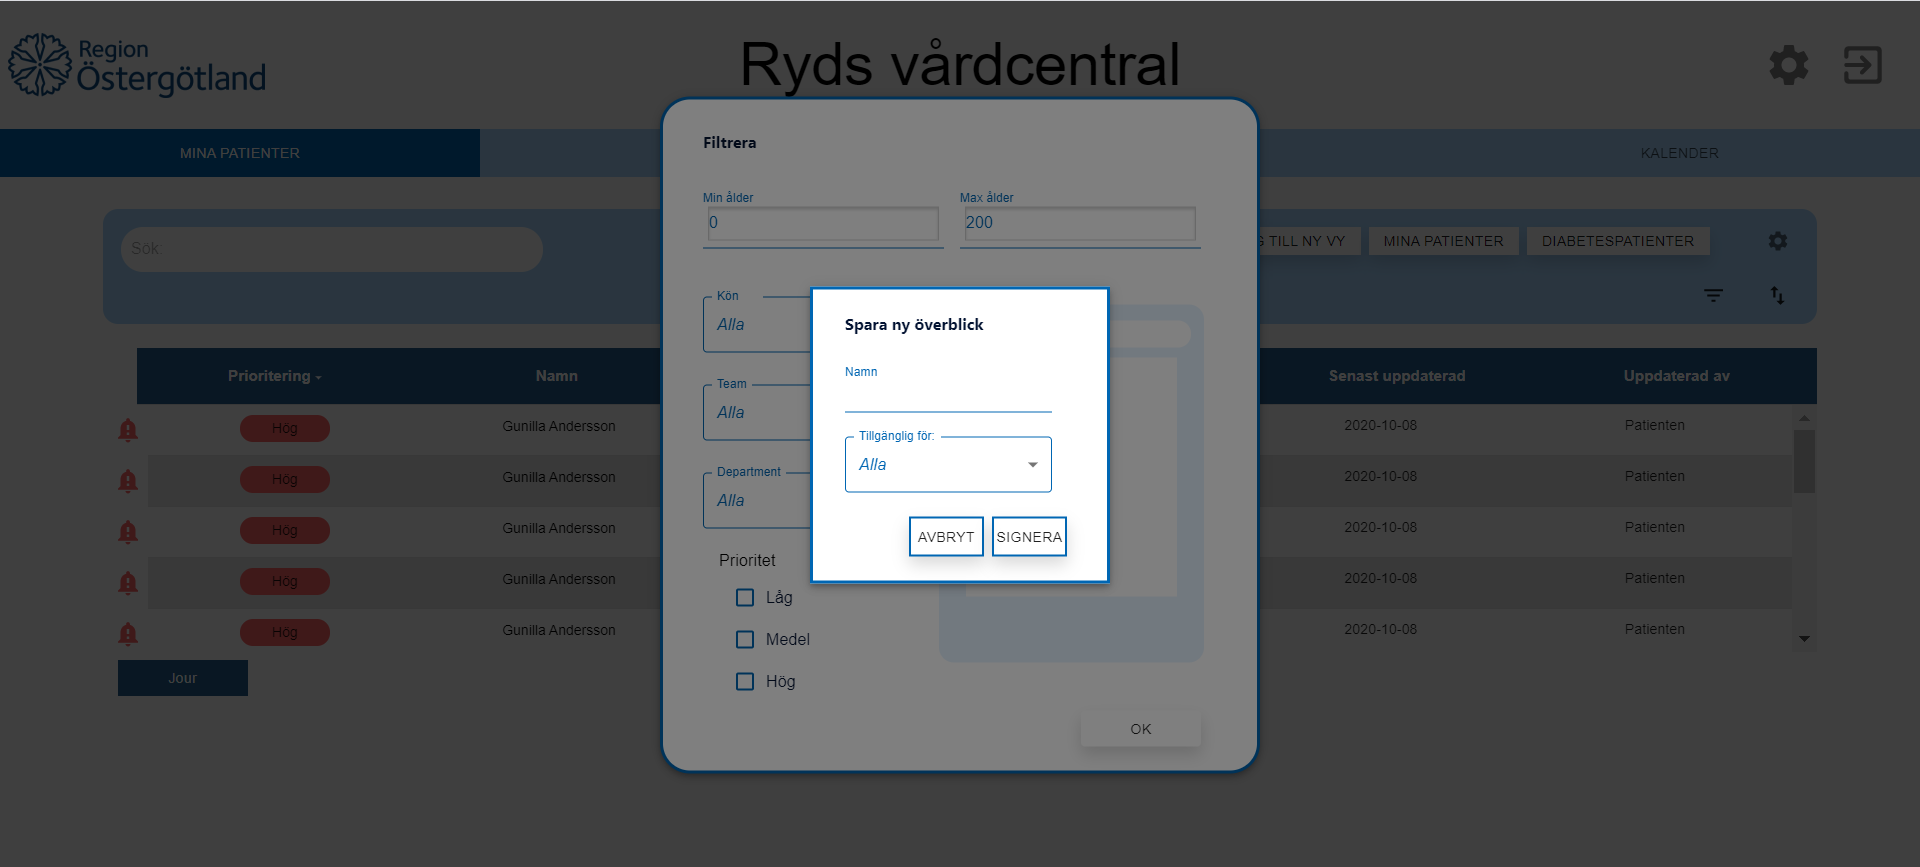 Region
Östergötland
Ryds vårdcentral
MINA PATIENTER
KALENDER
Sök:
TILL NY VY
MINA PATIENTER
DIABETESPATIENTER
Filtrera
Min ålder
Max ålder
0
200
Kön
Alla
Team
Alla
Department
Alla
Prioritet
Låg
Medel
Hög
OK
Spara ny överblick
Namn
Tillgänglig för:
Alla
AVBRYT
SIGNERA
Prioritering
Namn
Senast uppdaterad
Uppdaterad av
Hög
Gunilla Andersson
2020-10-08
Patienten
Hög
Gunilla Andersson
2020-10-08
Patienten
Hög
Gunilla Andersson
2020-10-08
Patienten
Hög
Gunilla Andersson
2020-10-08
Patienten
Hög
Gunilla Andersson
2020-10-08
Patienten
Jour